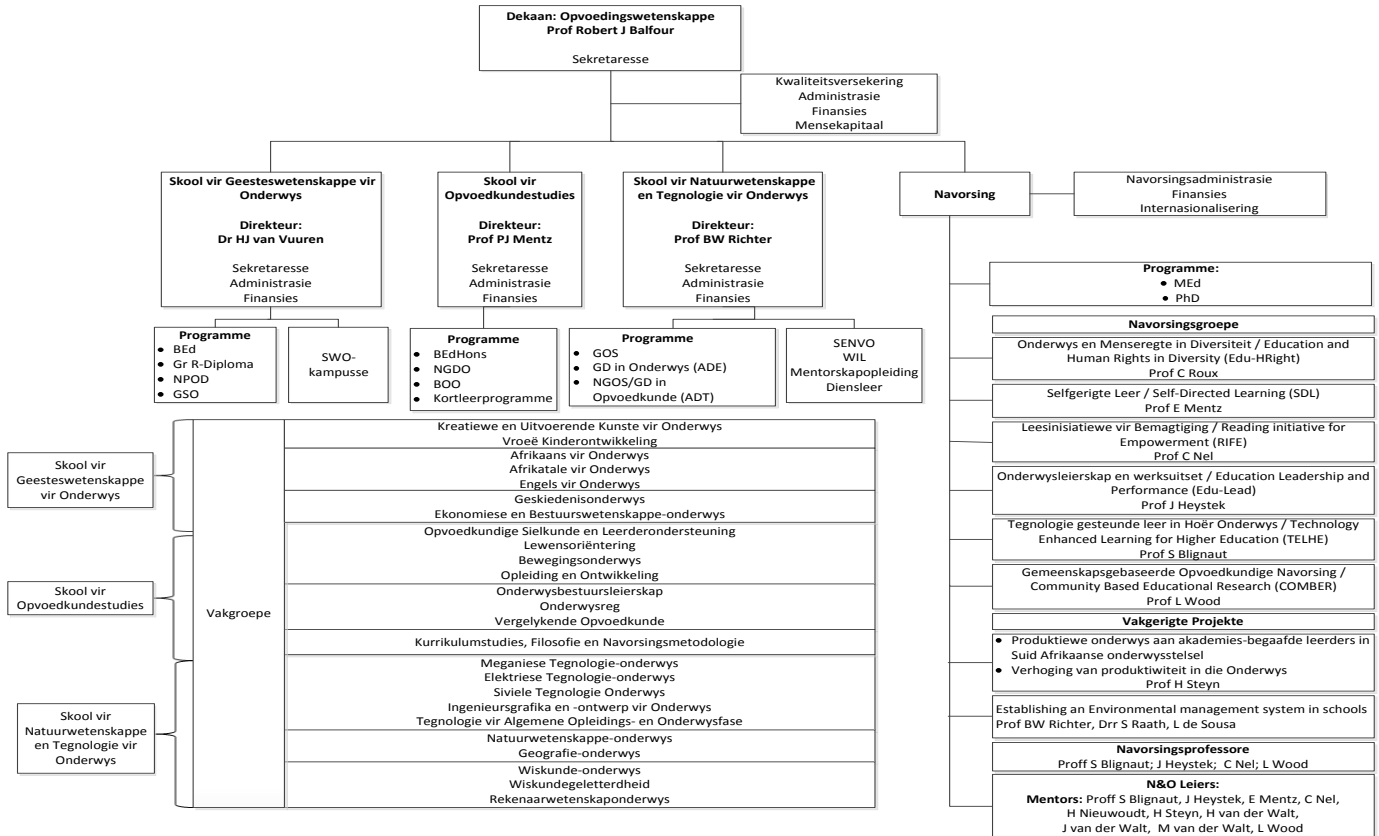 Dekaan: Opvoedingswetenskappe
Prof Robert J Balfour
Sekretaresse
Kwaliteitsversekering
Administrasie
Finansies
Mensekapitaal
Skool vir Geesteswetenskappe vir
Onderwys
Direkteur:
Dr HJ van Vuuren
Sekretaresse
Administrasie
Finansies
Skool vir
Opvoedkundestudies
Direkteur:
Prof PJ Mentz
Sekretaresse
Administrasie
Finansies
Skool vir Natuurwetenskappe
en Tegnologie vir Onderwys
Direkteur:
Prof BW Richter
Sekretaresse
Administrasie
Finansies
Navorsing
Navorsingsadministrasie
Finansies
Internasionalisering
Programme
• BEd
• Gr R-Diploma
• NPOD
• GSO
SWO-
kampusse
Programme
• BEdHons
• NGDO
• BOO
• Kortleerprogramme
Programme
• GOS
• GD in Onderwys (ADE)
• NGOS/GD in
Opvoedkunde (ADT)
SENVO
WIL
Mentorskapopleiding
Diensleer
Skool vir
Geesteswetenskappe
vir Onderwys
Skool vir
Opvoedkundestudies
Skool vir
Natuurwetenskappe
en Tegnologie vir
Onderwys
Vakgroepe
Kreatiewe en Uitvoerende Kunste vir Onderwys
Vroeë Kinderontwikkeling
Afrikaans vir Onderwys
Afrikatale vir Onderwys
Engels vir Onderwys
Geskiedenisonderwys
Ekonomiese en Bestuurswetenskappe-onderwys
Opvoedkundige Sielkunde en Leerderondersteuning
Lewensoriëntering
Bewegingsonderwys
Opleiding en Ontwikkeling
Onderwysbestuursleierskap
Onderwysreg
Vergelykende Opvoedkunde
Kurrikulumstudies, Filosofie en Navorsingsmetodologie
Meganiese Tegnologie-onderwys
Elektriese Tegnologie-onderwys
Siviele Tegnologie Onderwys
Ingenieursgrafika en -ontwerp vir Onderwys
Tegnologie vir Algemene Opleidings- en Onderwysfase
Natuurwetenskappe-onderwys
Geografie-onderwys
Wiskunde-onderwys
Wiskundegeletterdheid
Rekenaarwetenskaponderwys
Programme:
• MEd
• PhD
Navorsingsgroepe
Onderwys en Menseregte in Diversiteit / Education and
Human Rights in Diversity (Edu-HRight)
Prof C Roux
Selfgerigte Leer / Self-Directed Learning (SDL)
Prof E Mentz
Leesinisiatiewe vir Bemagtiging / Reading initiative for
Empowerment (RIFE)
Prof C Nel
Onderwysleierskap en werksuitset / Education Leadership and
Performance (Edu-Lead)
Prof J Heystek
Tegnologie gesteunde leer in Hoër Onderwys / Technology
Enhanced Learning for Higher Education (TELHE)
Prof S Blignaut
Gemeenskapsgebaseerde Opvoedkundige Navorsing /
Community Based Educational Research (COMBER)
Prof L Wood
Vakgerigte Projekte
• Produktiewe onderwys aan akademies-begaafde leerders in
Suid Afrikaanse onderwysstelsel
• Verhoging van produktiwiteit in die Onderwys
Prof H Steyn
Establishing an Environmental management system in schools
Prof BW Richter, Drr S Raath, L de Sousa
Navorsingsprofessore
Proff S Blignaut; J Heystek; C Nel; L Wood
N&O Leiers:
Mentors: Proff S Blignaut, J Heystek, E Mentz, C Nel,
H Nieuwoudt, H Steyn, H van der Walt,
J van der Walt, M van der Walt, L Wood